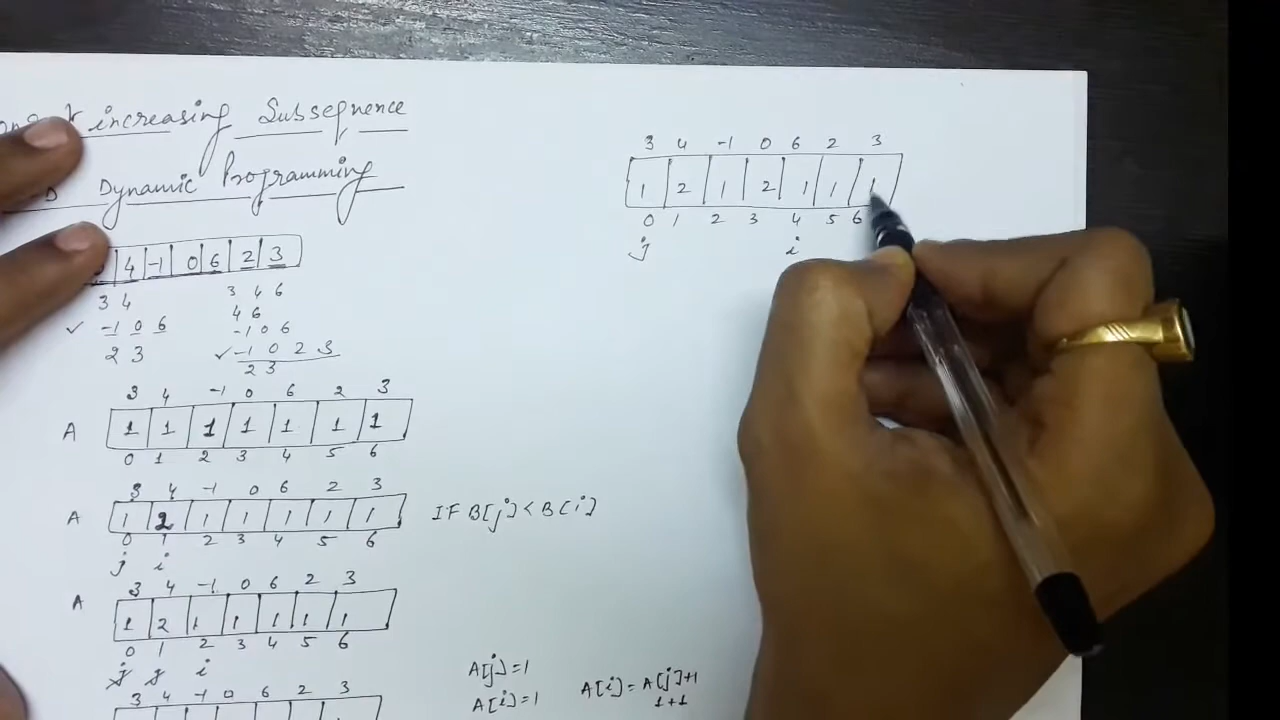 increasing Subsequence
Dynamic Programming
4 -1 0 6 2 3
3 4
3 4 6
4 6
✓ -1 0 6
-1 0 6
2 3
✓ -1 0 2 3
2 3
3 4 -1 0 6 2 3
A 1 1 1 1 1 1 1
0 1 2 3 4 5 6
3 4 -1 0 6 2 3
A 1 2 1 1 1 1 1 IF B[j] < B[i]
0 1 2 3 4 5 6
j i
3 4 -1 0 6 2 3
A 1 2 1 1 1 1 1
0 1 2 3 4 5 6
j j i
3 4 -1 0 6 2 3
A[j]=1
A[i]=1
A[i] = A[j]+1
1+1
3 4 -1 0 6 2 3
1 2 1 2 1 1 1
0 1 2 3 4 5 6
j i